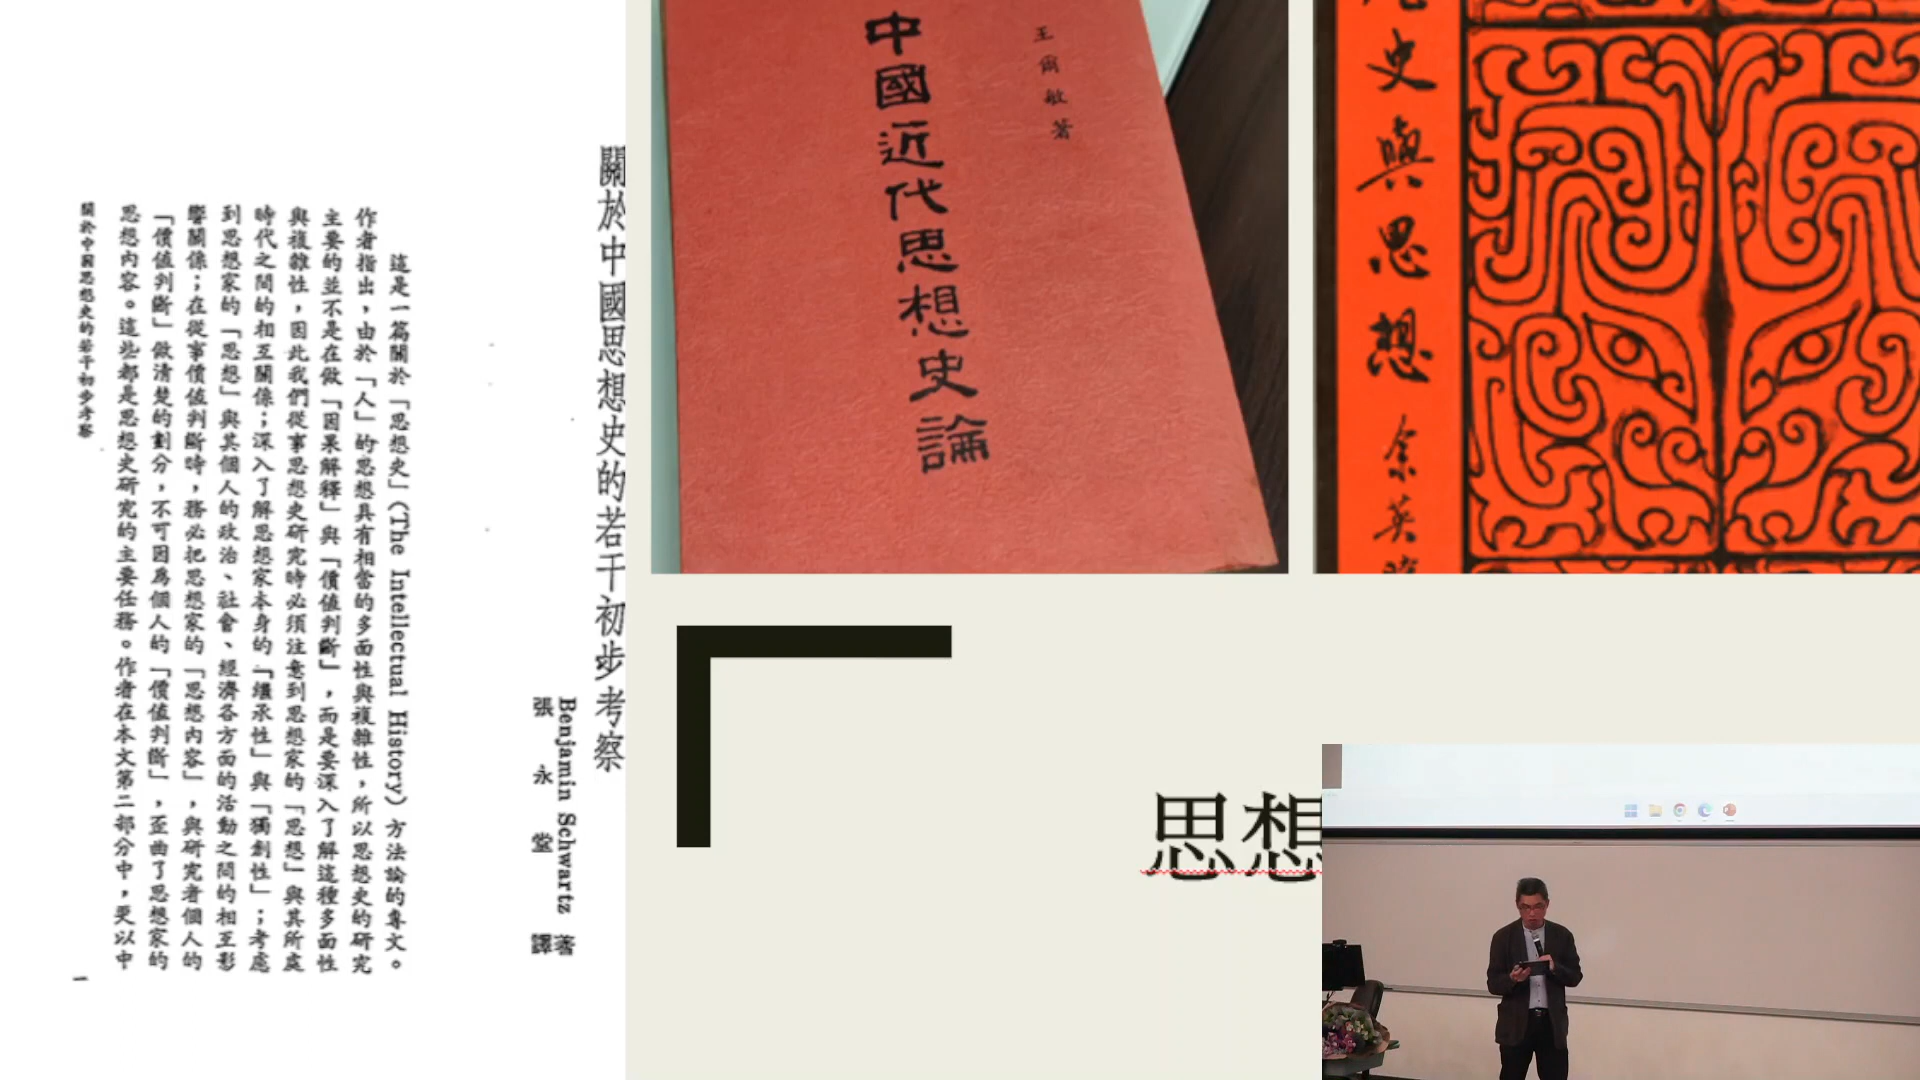 關於中國思想史的若干初步考察
Benjamin Schwartz 著
張永堂 譯
這是一篇關於「思想史」(The Intellectual History)方法論的專文。
作者指出,由於「人」的思想具有相當的多面性與複雜性,所以思想史的研究
主要的並不是在做「因果解釋」與「價值判斷」,而是要深入了解這種多面性
與複雜性,因此我們從事思想史研究時必須注意到思想家的「思想」與其所處
時代之間的相互關係;深入了解思想家本身的「繼承性」與「獨創性」;考慮
到思想家的「思想」與其個人的政治、社會、經濟各方面的活動之間的相互影
響關係;在從事價值判斷時,務必把思想家的「思想內容」,與研究者個人的
「價值判斷」做清楚的劃分,不可因為個人的「價值判斷」,歪曲了思想家的
思想內容。這些都是思想史研究的主要任務。作者在本文第二部分中,更以中
關於中國思想史的若干初步考察
一
王爾敏著
中國近代思想史論
史與思想
余英
思想